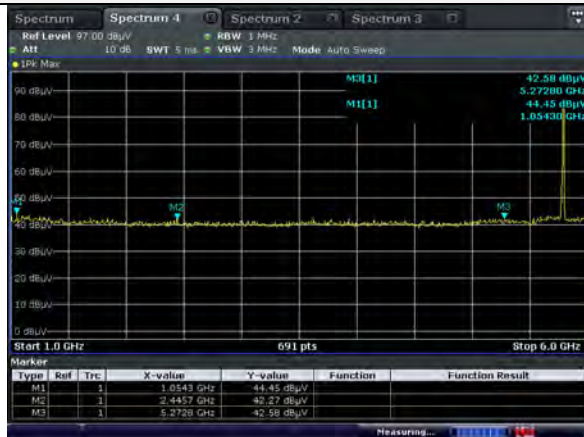 Spectrum Spectrum 4 Spectrum 2 Spectrum 3
Ref Level 97.00 dBµV RBW 1 MHz
Att 10 dB SWT 5 ms VBW 3 MHz Mode Auto Sweep
1Pk Max
M3[1] 42.58 dBµV
5.27280 GHz
90 dBµV
M1[1] 44.45 dBµV
1.05430 GHz
80 dBµV
70 dBµV
60 dBµV
50 dBµV
M1 M2 M3
40 dBµV
30 dBµV
20 dBµV
10 dBµV
0 dBµV
Start 1.0 GHz 691 pts Stop 6.0 GHz
Marker
Type Ref Trc X-value Y-value Function Function Result
M1 1 1.0543 GHz 44.45 dBµV
M2 1 2.4457 GHz 42.27 dBµV
M3 1 5.2728 GHz 42.58 dBµV
Measuring...